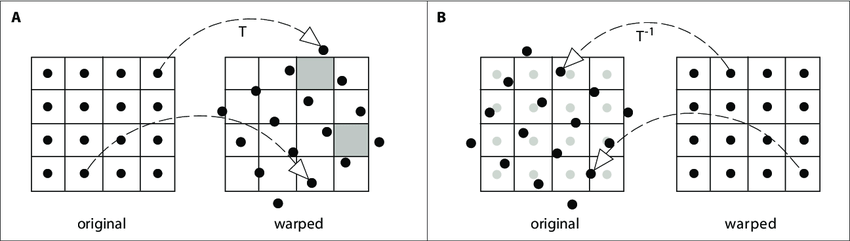 A
T
original
warped
B
T-1
original
warped